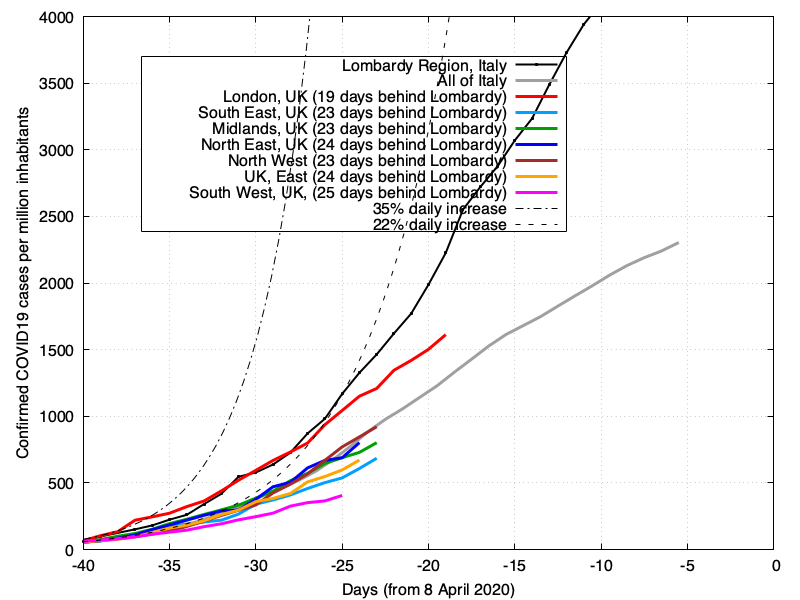 4000
3500
3000
2500
2000
1500
1000
500
0
Confirmed COVID19 cases per million inhabitants
Lombardy Region, Italy
All of Italy
London, UK (19 days behind Lombardy)
South East, UK (23 days behind Lombardy)
Midlands, UK (23 days behind Lombardy)
North East, UK (24 days behind Lombardy)
North West (23 days behind Lombardy)
UK, East (24 days behind Lombardy)
South West, UK, (25 days behind Lombardy)
35% daily increase
22% daily increase
-40 -35 -30 -25 -20 -15 -10 -5 0
Days (from 8 April 2020)